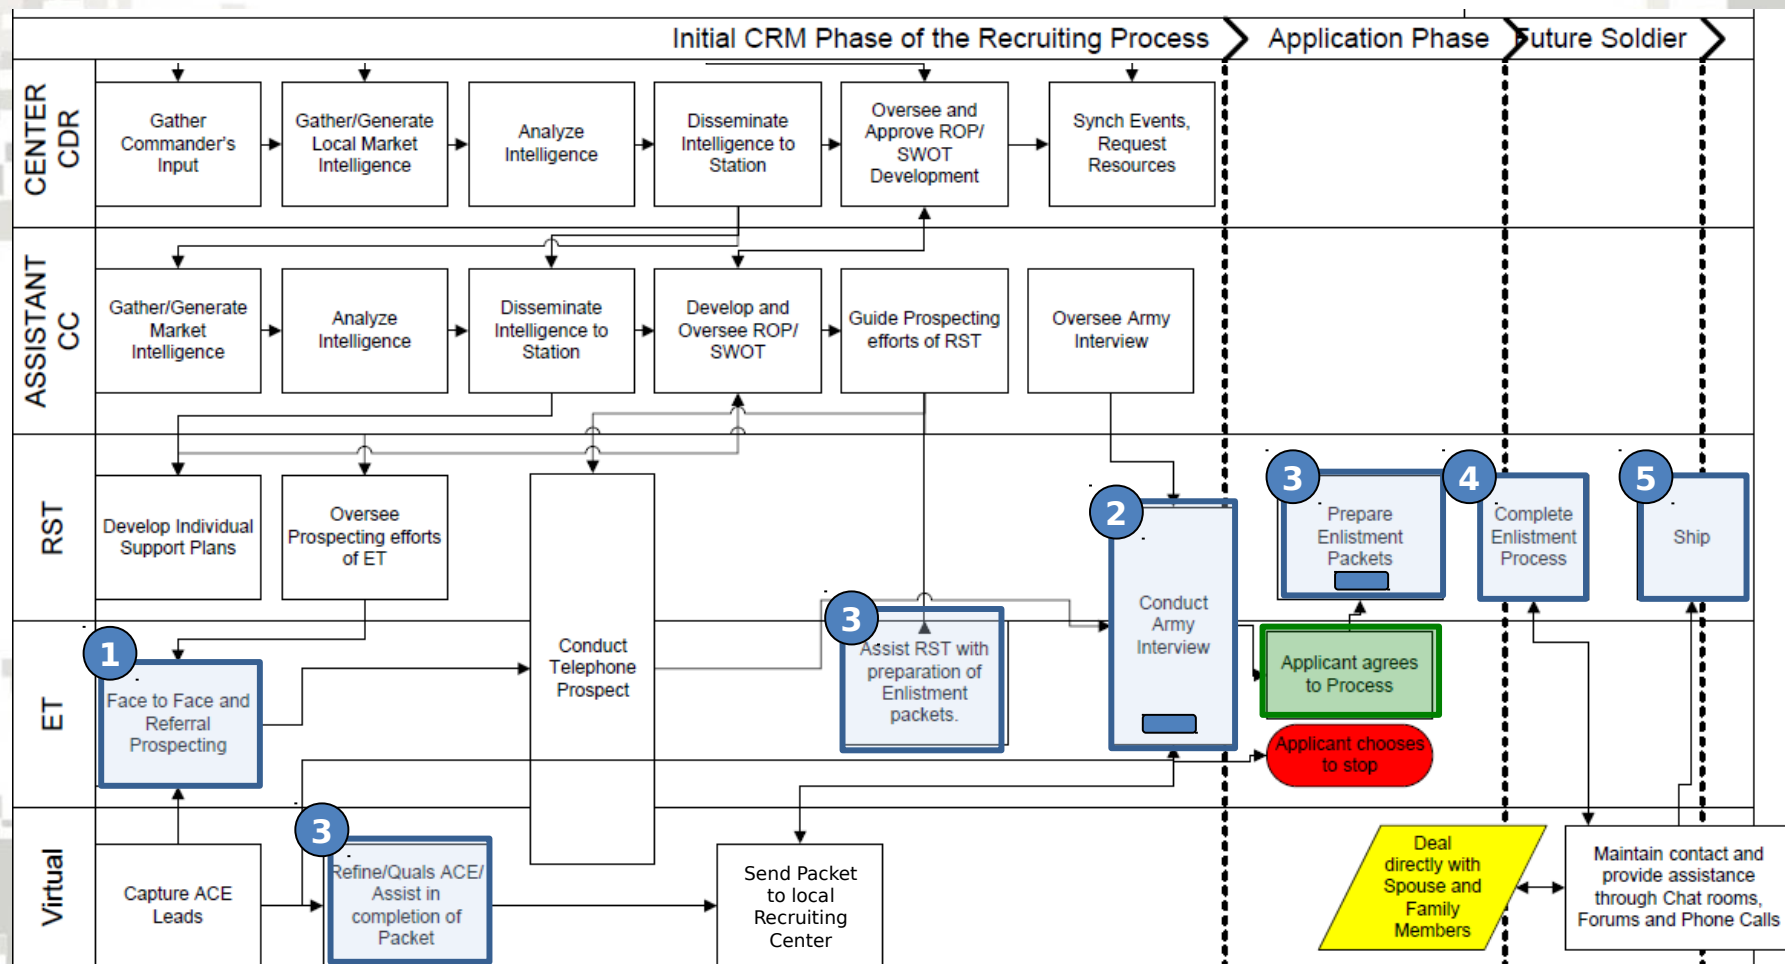 Initial CRM Phase of the Recruiting Process
Application Phase
Future Soldier
CENTER
CDR
Gather
Commander's
Input
Gather/Generate
Local Market
Intelligence
Analyze
Intelligence
Disseminate
Intelligence to
Station
Oversee and
Approve ROP/
SWOT
Development
Synch Events,
Request
Resources
ASSISTANT
CC
Gather/Generate
Market
Intelligence
Analyze
Intelligence
Disseminate
Intelligence to
Station
Develop and
Oversee ROP/
SWOT
Guide Prospecting
efforts of RST
Oversee Army
Interview
RST
Develop Individual
Support Plans
Oversee
Prospecting efforts
of ET
Conduct
Telephone
Prospect
2
Conduct
Army
Interview
3
Prepare
Enlistment
Packets
4
Complete
Enlistment
Process
5
Ship
ET
1
Face to Face and
Referral
Prospecting
3
Assist RST with
preparation of
Enlistment
packets.
Applicant agrees
to Process
Applicant chooses
to stop
Virtual
Capture ACE
Leads
3
Refine/Quals ACE/
Assist in
completion of
Packet
Send Packet
to local
Recruiting
Center
Deal
directly with
Spouse and
Family
Members
Maintain contact and
provide assistance
through Chat rooms,
Forums and Phone Calls